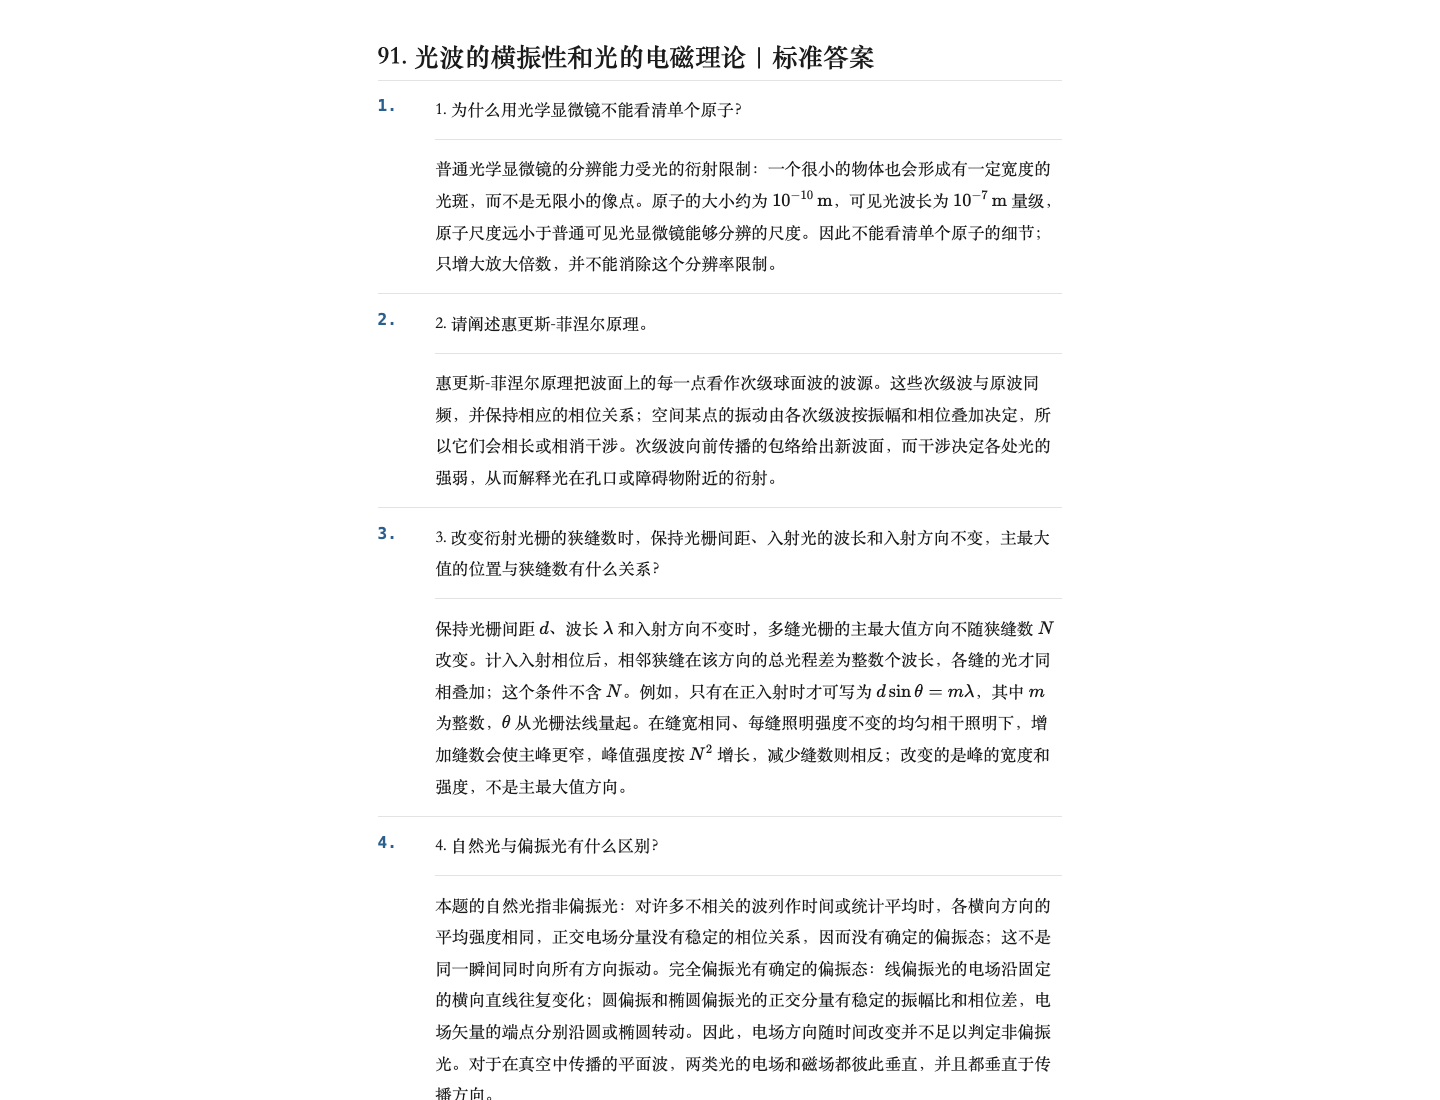 91. 光波的横振性和光的电磁理论 | 标准答案
1.
1. 为什么用光学显微镜不能看清单个原子?
普通光学显微镜的分辨能力受光的衍射限制：一个很小的物体也会形成有一定宽度的
光斑，而不是无限小的像点。原子的大小约为 10⁻¹⁰ m，可见光波长为 10⁻⁷ m 量级，
原子尺度远小于普通可见光显微镜能够分辨的尺度。因此不能看清单个原子的细节；
只增大放大倍数，并不能消除这个分辨率限制。
2.
2. 请阐述惠更斯-菲涅尔原理。
惠更斯-菲涅尔原理把波面上的每一点看作次级球面波的波源。这些次级波与原波同
频，并保持相应的相位关系；空间某点的振动由各次级波按振幅和相位叠加决定，所
以它们会相长或相消干涉。次级波向前传播的包络给出新波面，而干涉决定各处光的
强弱，从而解释光在孔口或障碍物附近的衍射。
3.
3. 改变衍射光栅的狭缝数时，保持光栅间距、入射光的波长和入射方向不变，主最大
值的位置与狭缝数有什么关系?
保持光栅间距 d、波长 λ 和入射方向不变时，多缝光栅的主最大值方向不随狭缝数 N
改变。计入入射相位后，相邻狭缝在该方向的总光程差为整数个波长，各缝的光才同
相叠加；这个条件不含 N。例如，只有在正入射时才可写为 d sin θ = mλ，其中 m
为整数，θ 从光栅法线量起。在缝宽相同、每缝照明强度不变的均匀相干照明下，增
加缝数会使主峰更窄，峰值强度按 N² 增长，减少缝数则相反；改变的是峰的宽度和
强度，不是主最大值方向。
4.
4. 自然光与偏振光有什么区别?
本题的自然光指非偏振光：对许多不相关的波列作时间或统计平均时，各横向方向的
平均强度相同，正交电场分量没有稳定的相位关系，因而没有确定的偏振态；这不是
同一瞬间同时向所有方向振动。完全偏振光有确定的偏振态：线偏振光的电场沿固定
的横向直线往复变化；圆偏振和椭圆偏振光的正交分量有稳定的振幅比和相位差，电
场矢量的端点分别沿圆或椭圆转动。因此，电场方向随时间改变并不足以判定非偏振
光。对于在真空中传播的平面波，两类光的电场和磁场都彼此垂直，并且都垂直于传
播方向。